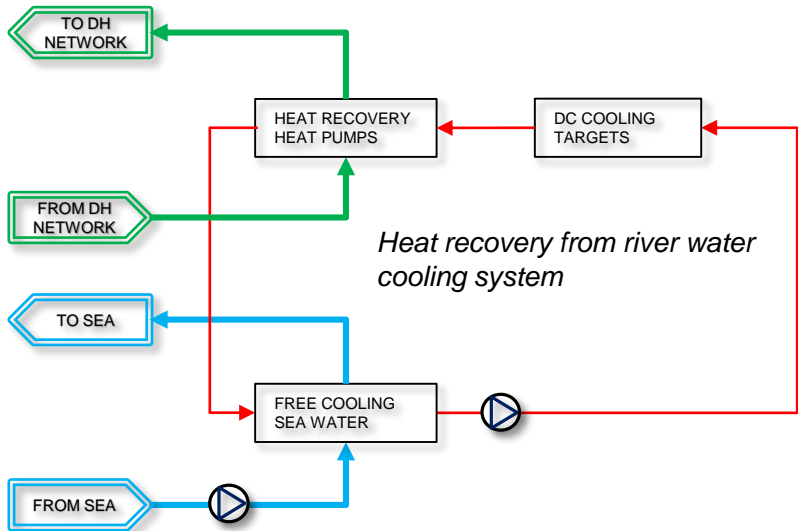 TO DH
NETWORK
HEAT RECOVERY
HEAT PUMPS
DC COOLING
TARGETS
FROM DH
NETWORK
Heat recovery from river water
cooling system
TO SEA
FREE COOLING
SEA WATER
FROM SEA